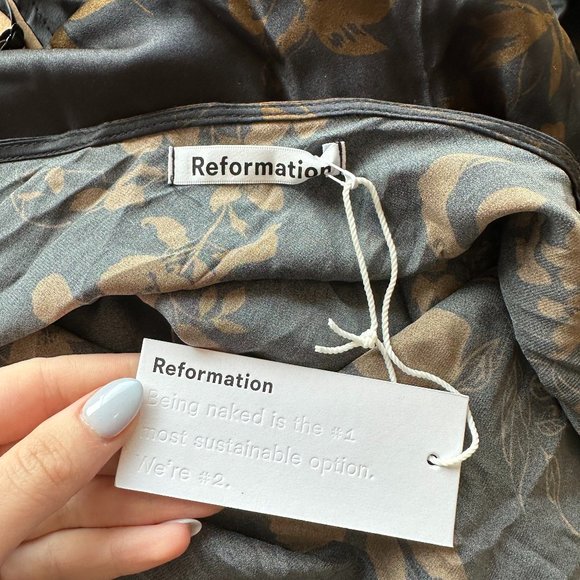 Reformation
Reformation
Being naked is the #1
most sustainable option.
We're #2.